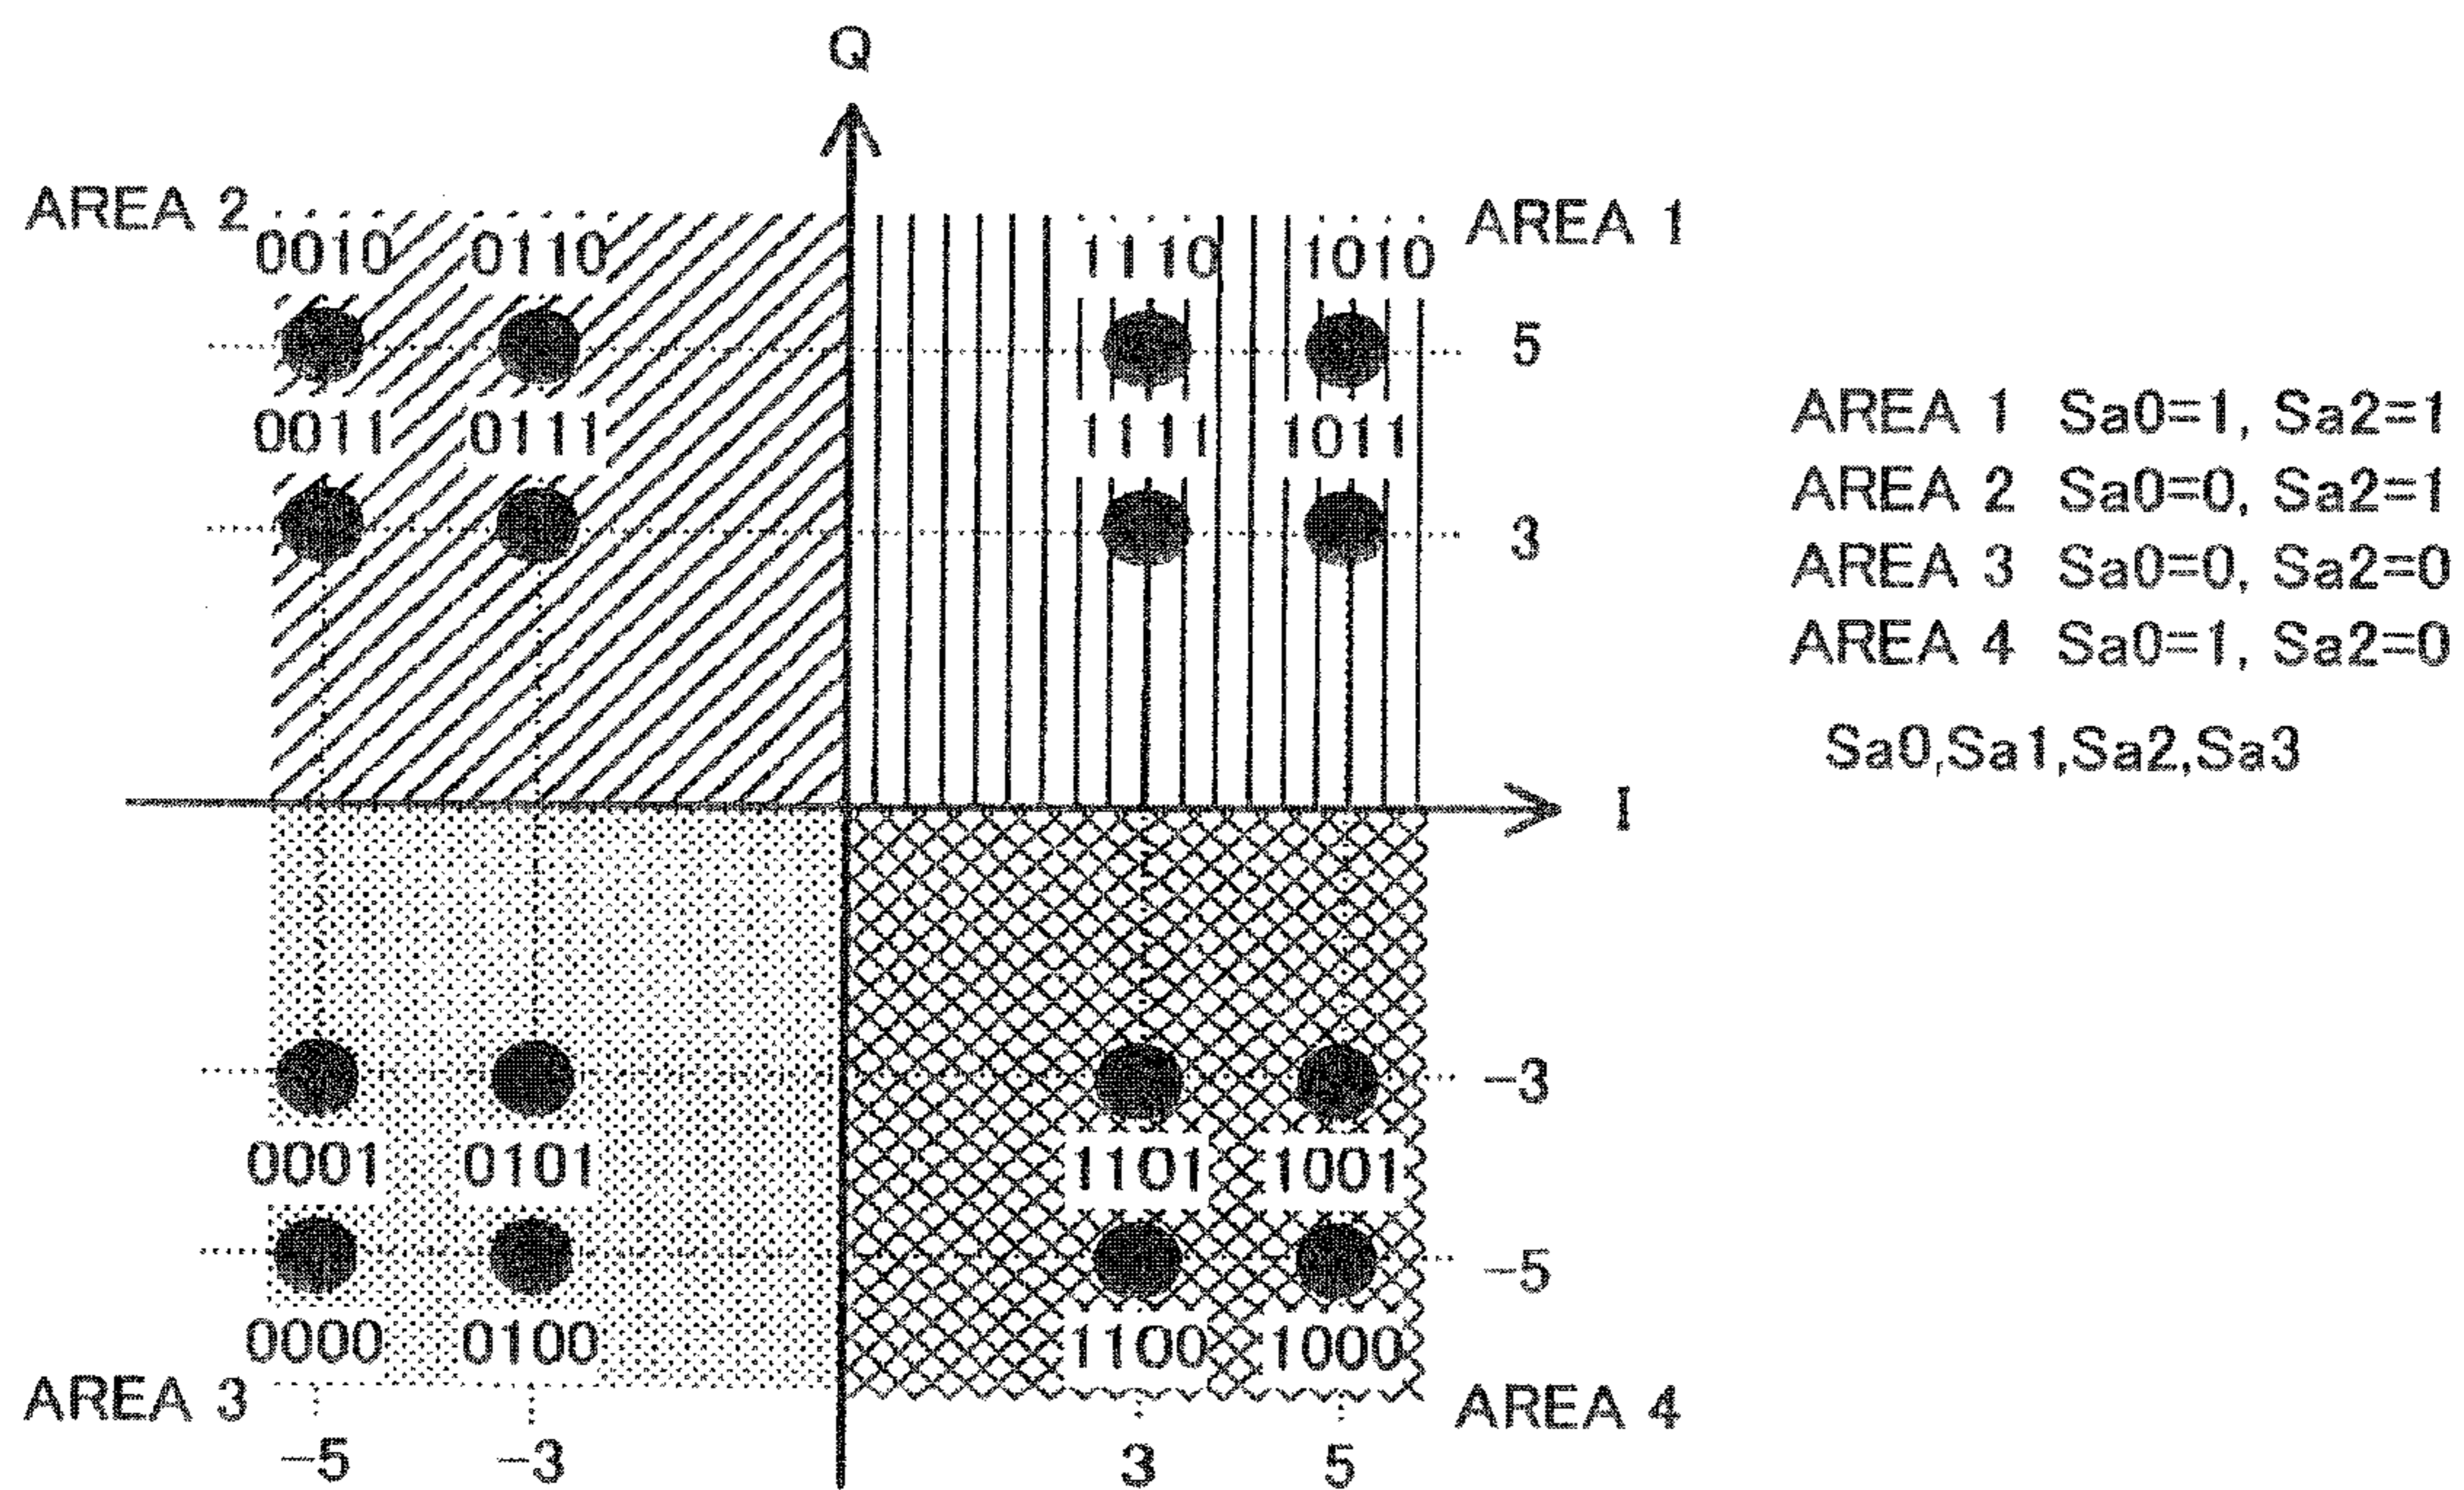 Q
AREA 2
AREA 1
0010 0110 1110 1010
5
0011 0111 1111 1011
3
AREA 1 Sa0=1, Sa2=1
AREA 2 Sa0=0, Sa2=1
AREA 3 Sa0=0, Sa2=0
AREA 4 Sa0=1, Sa2=0
Sa0,Sa1,Sa2,Sa3
I
-3
0001 0101 1101 1001
-5
0000 0100 1100 1000
AREA 3
AREA 4
-5 -3 3 5